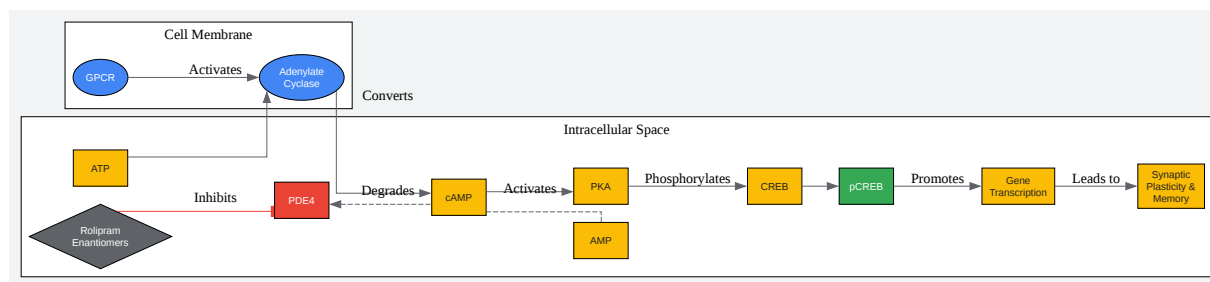 Cell Membrane
GPCR
Activates
Adenylate
Cyclase
Converts
Intracellular Space
ATP
Inhibits
Rolipram
Enantiomers
PDE4
Degrades
cAMP
Activates
PKA
AMP
Phosphorylates
CREB
pCREB
Promotes
Gene
Transcription
Leads to
Synaptic
Plasticity &
Memory